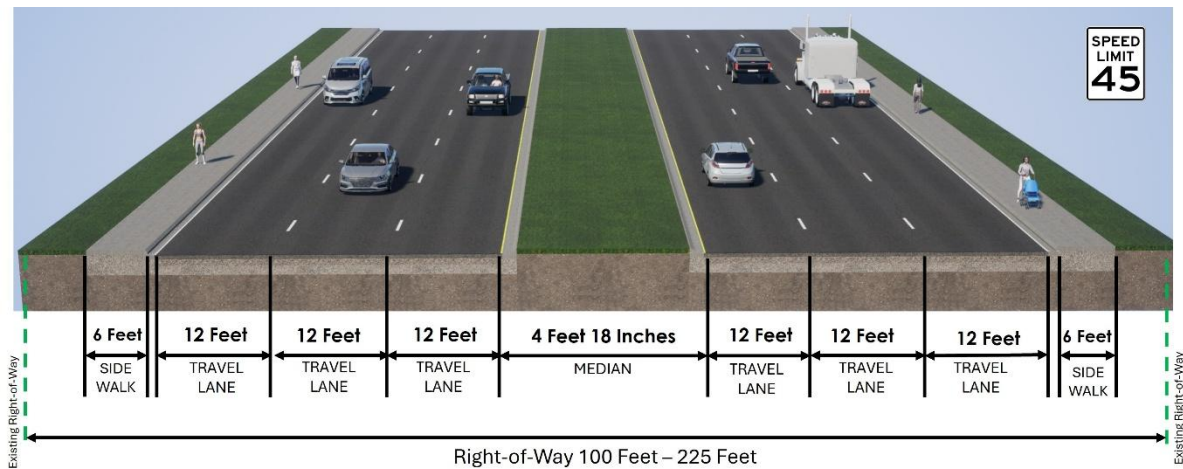 SPEED
LIMIT
45
6 Feet
12 Feet
12 Feet
12 Feet
4 Feet 18 Inches
12 Feet
12 Feet
12 Feet
6 Feet
SIDE
WALK
TRAVEL
LANE
TRAVEL
LANE
TRAVEL
LANE
MEDIAN
TRAVEL
LANE
TRAVEL
LANE
TRAVEL
LANE
SIDE
WALK
Existing Right-of-Way
Existing Right-of-Way
Right-of-Way 100 Feet – 225 Feet